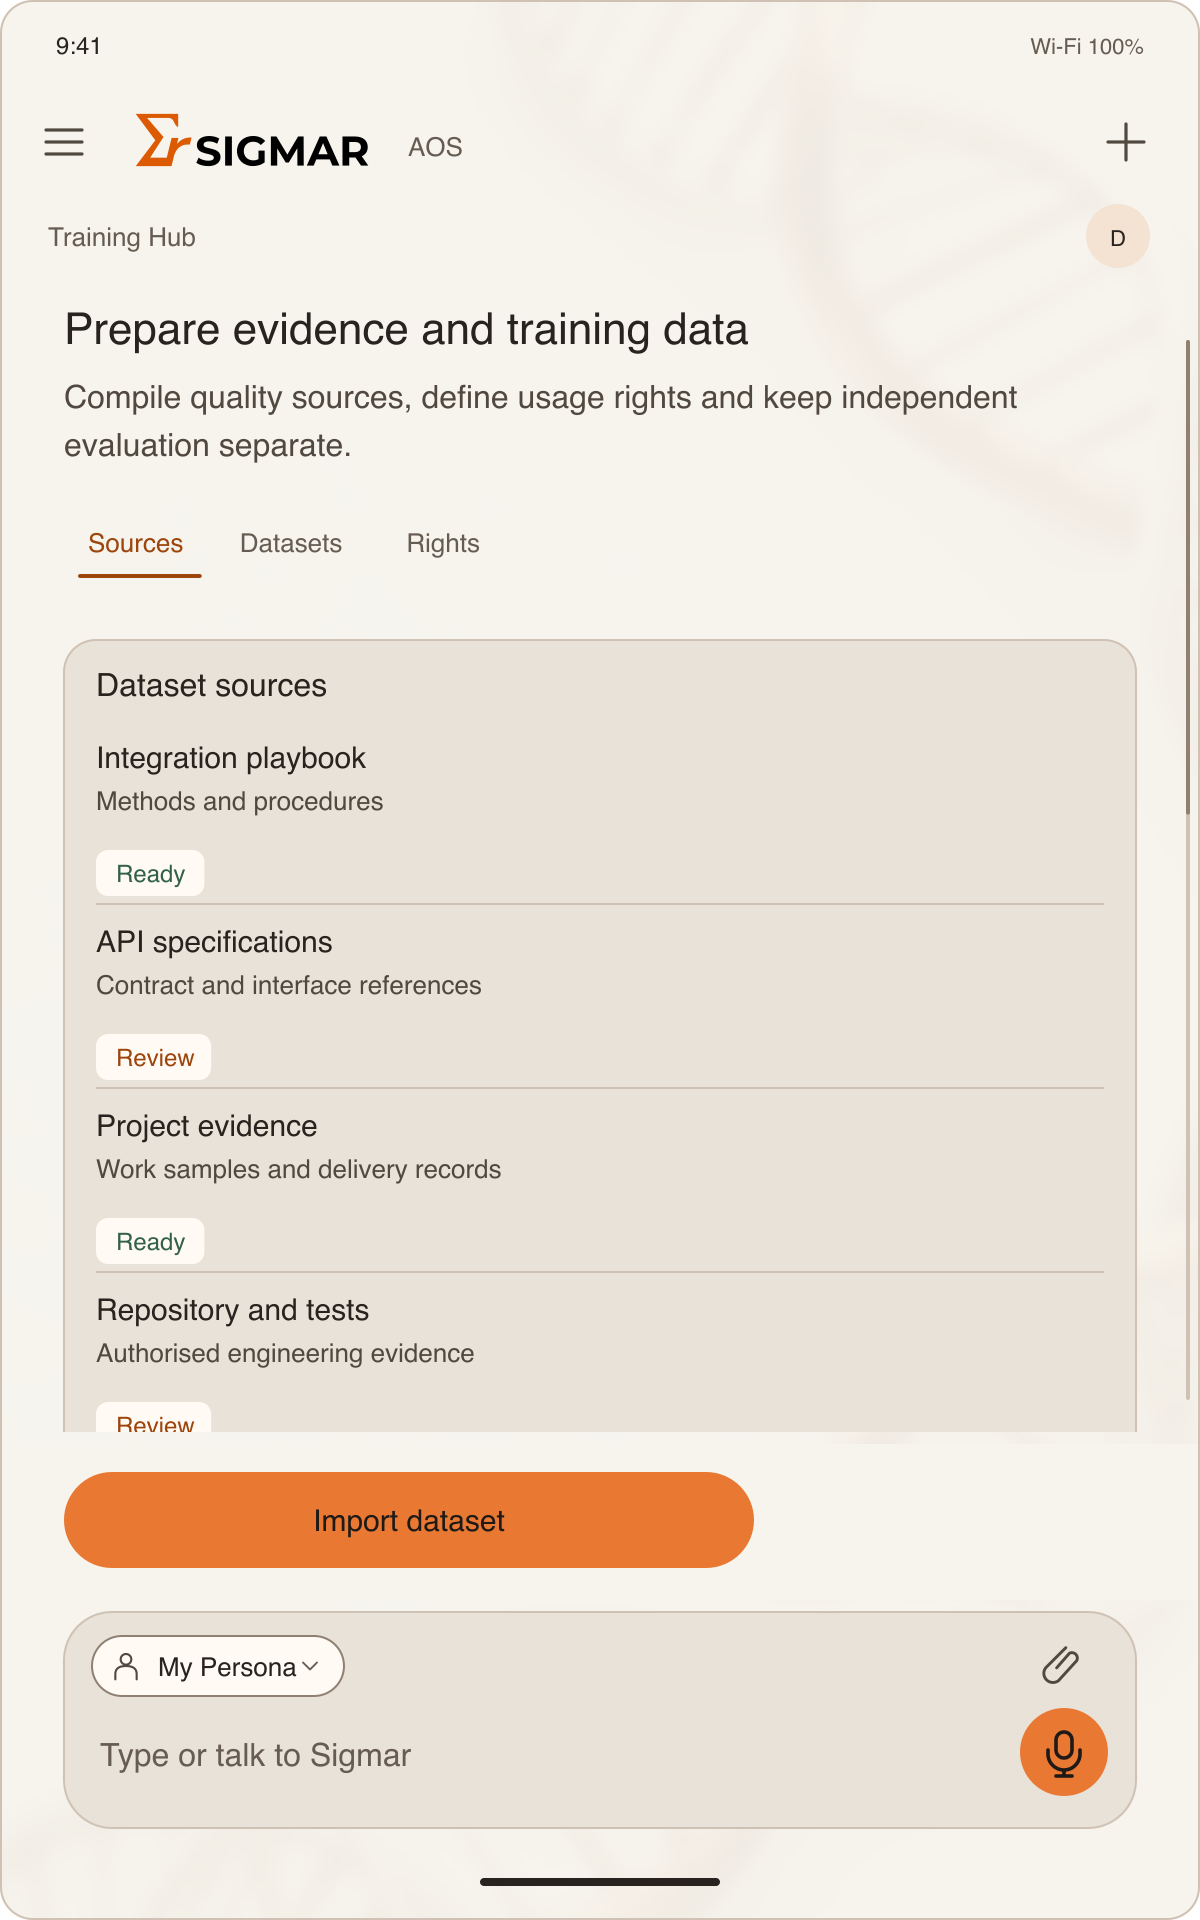 9:41
Wi-Fi 100%
Σr SIGMAR AOS
Training Hub
D
Prepare evidence and training data
Compile quality sources, define usage rights and keep independent
evaluation separate.
Sources Datasets Rights
Dataset sources
Integration playbook
Methods and procedures
Ready
API specifications
Contract and interface references
Review
Project evidence
Work samples and delivery records
Ready
Repository and tests
Authorised engineering evidence
Review
Import dataset
My Persona
Type or talk to Sigmar